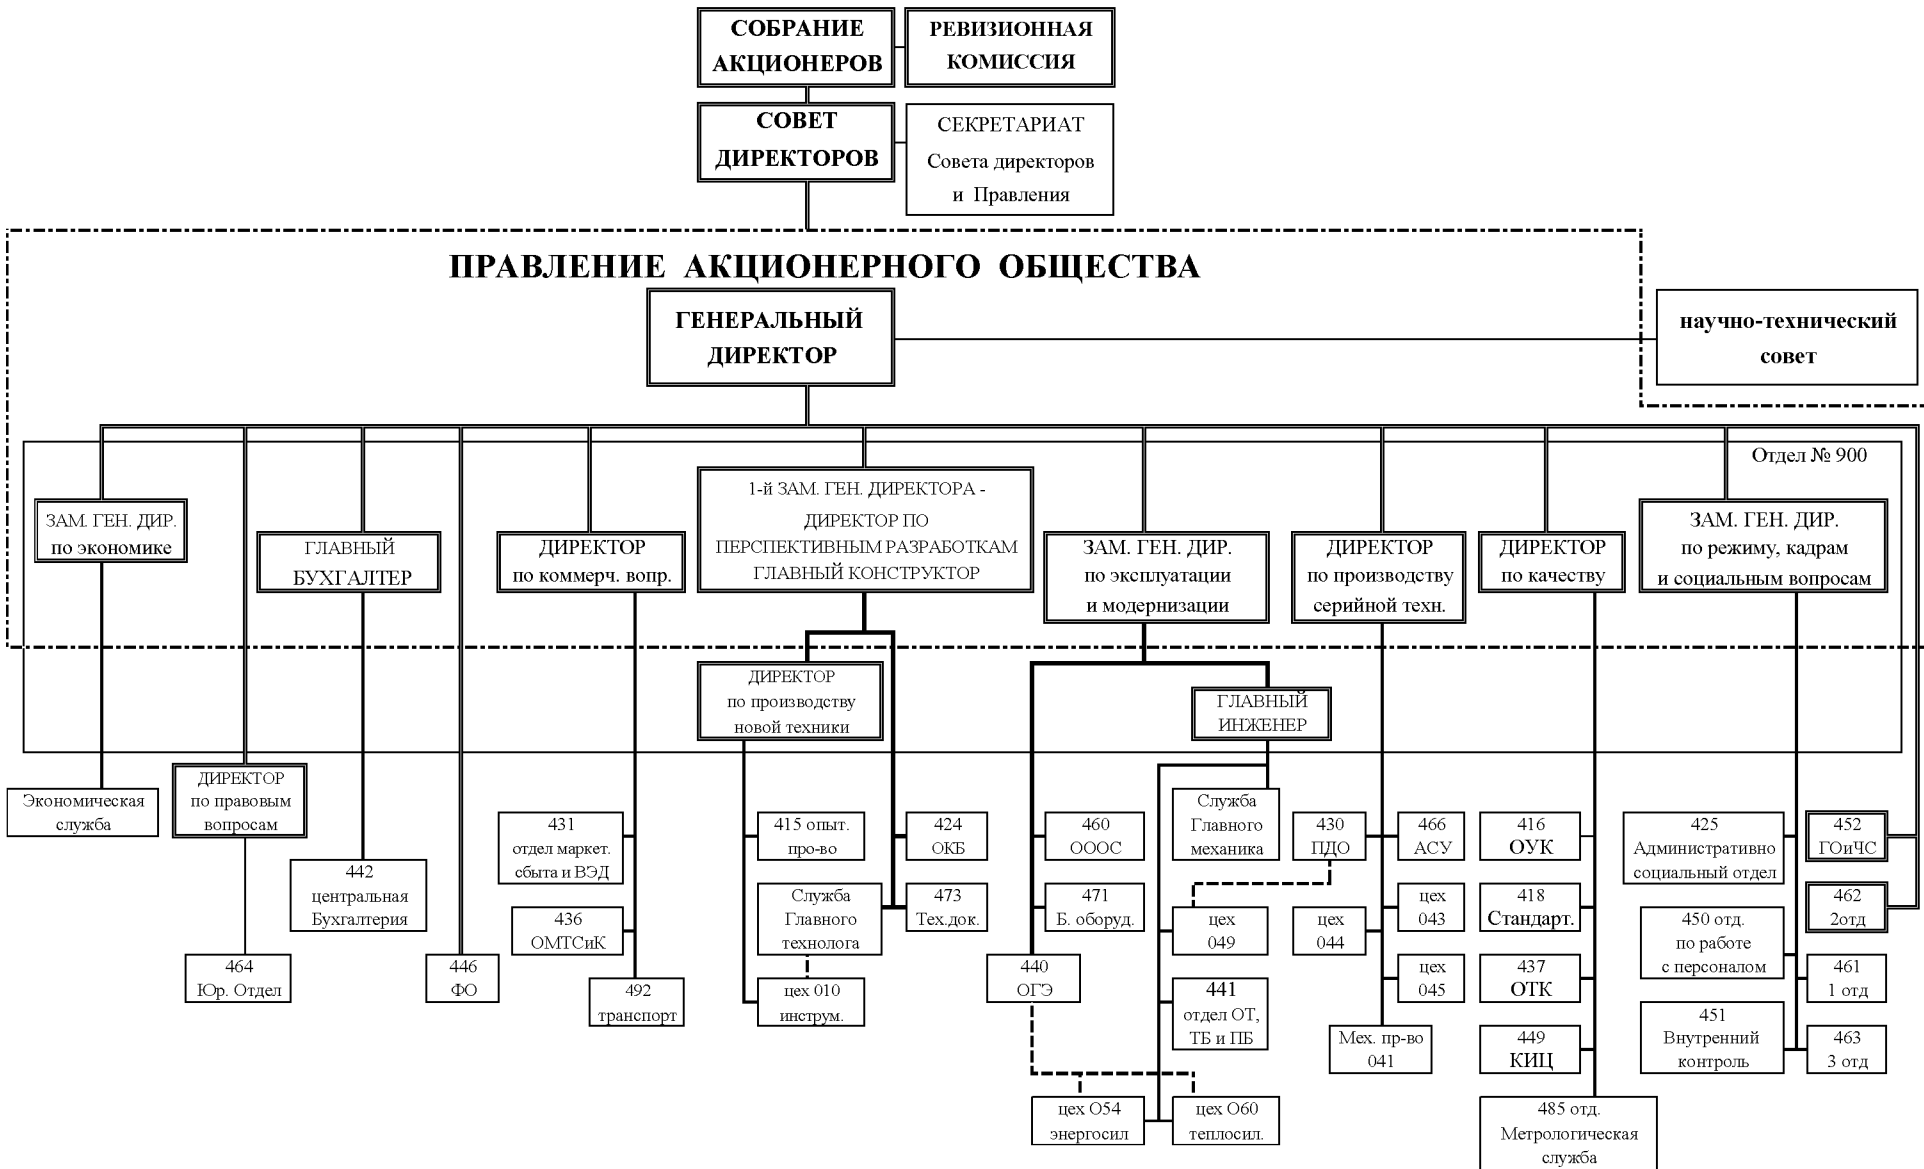 СОБРАНИЕ
АКЦИОНЕРОВ
РЕВИЗИОННАЯ
КОМИССИЯ
СОВЕТ
ДИРЕКТОРОВ
СЕКРЕТАРИАТ
Совета директоров
и Правления
ПРАВЛЕНИЕ АКЦИОНЕРНОГО ОБЩЕСТВА
ГЕНЕРАЛЬНЫЙ
ДИРЕКТОР
научно-технический
совет
Отдел № 900
ЗАМ. ГЕН. ДИР.
по экономике
ГЛАВНЫЙ
БУХГАЛТЕР
ДИРЕКТОР
по коммерч. вопр.
1-й ЗАМ. ГЕН. ДИРЕКТОРА -
ДИРЕКТОР ПО
ПЕРСПЕКТИВНЫМ РАЗРАБОТКАМ
ГЛАВНЫЙ КОНСТРУКТОР
ЗАМ. ГЕН. ДИР.
по эксплуатации
и модернизации
ДИРЕКТОР
по производству
серийной техн.
ДИРЕКТОР
по качеству
ЗАМ. ГЕН. ДИР.
по режиму, кадрам
и социальным вопросам
ДИРЕКТОР
по производству
новой техники
ГЛАВНЫЙ
ИНЖЕНЕР
Экономическая
служба
ДИРЕКТОР
по правовым
вопросам
431
отдел маркет.
сбыта и ВЭД
415 опыт.
про-во
424
ОКБ
460
ОООС
Служба
Главного
механика
430
ПДО
466
АСУ
416
ОУК
425
Административно
социальный отдел
452
ГОиЧС
442
центральная
Бухгалтерия
436
ОМТСиК
Служба
Главного
технолога
473
Тех.док.
471
Б. оборуд.
цех
049
цех
044
цех
043
418
Стандарт.
450 отд.
по работе
с персоналом
462
2отд
464
Юр. Отдел
446
ФО
492
транспорт
цех 010
инструм.
440
ОГЭ
441
отдел ОТ,
ТБ и ПБ
цех
045
437
ОТК
461
1 отд
Мех. пр-во
041
449
КИЦ
451
Внутренний
контроль
463
3 отд
цех О54
энергосил
цех О60
теплосил.
485 отд.
Метрологическая
служба